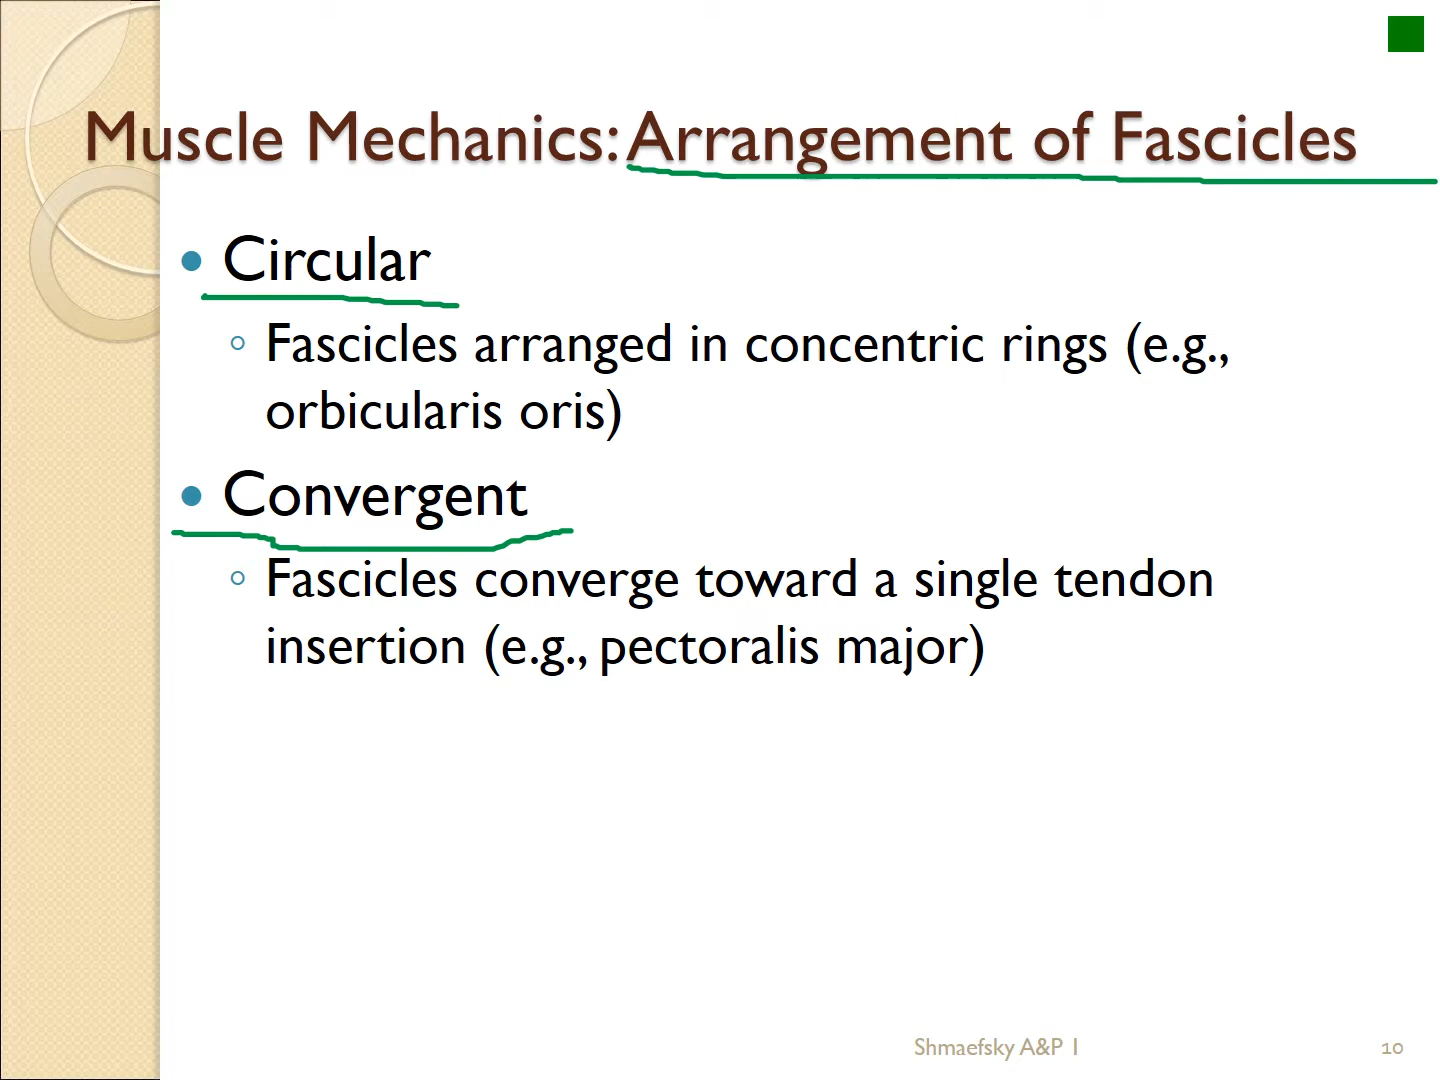 Muscle Mechanics: Arrangement of Fascicles
Circular
Fascicles arranged in concentric rings (e.g.,
orbicularis oris)
Convergent
Fascicles converge toward a single tendon
insertion (e.g., pectoralis major)
Shmaefsky A&P 1
10